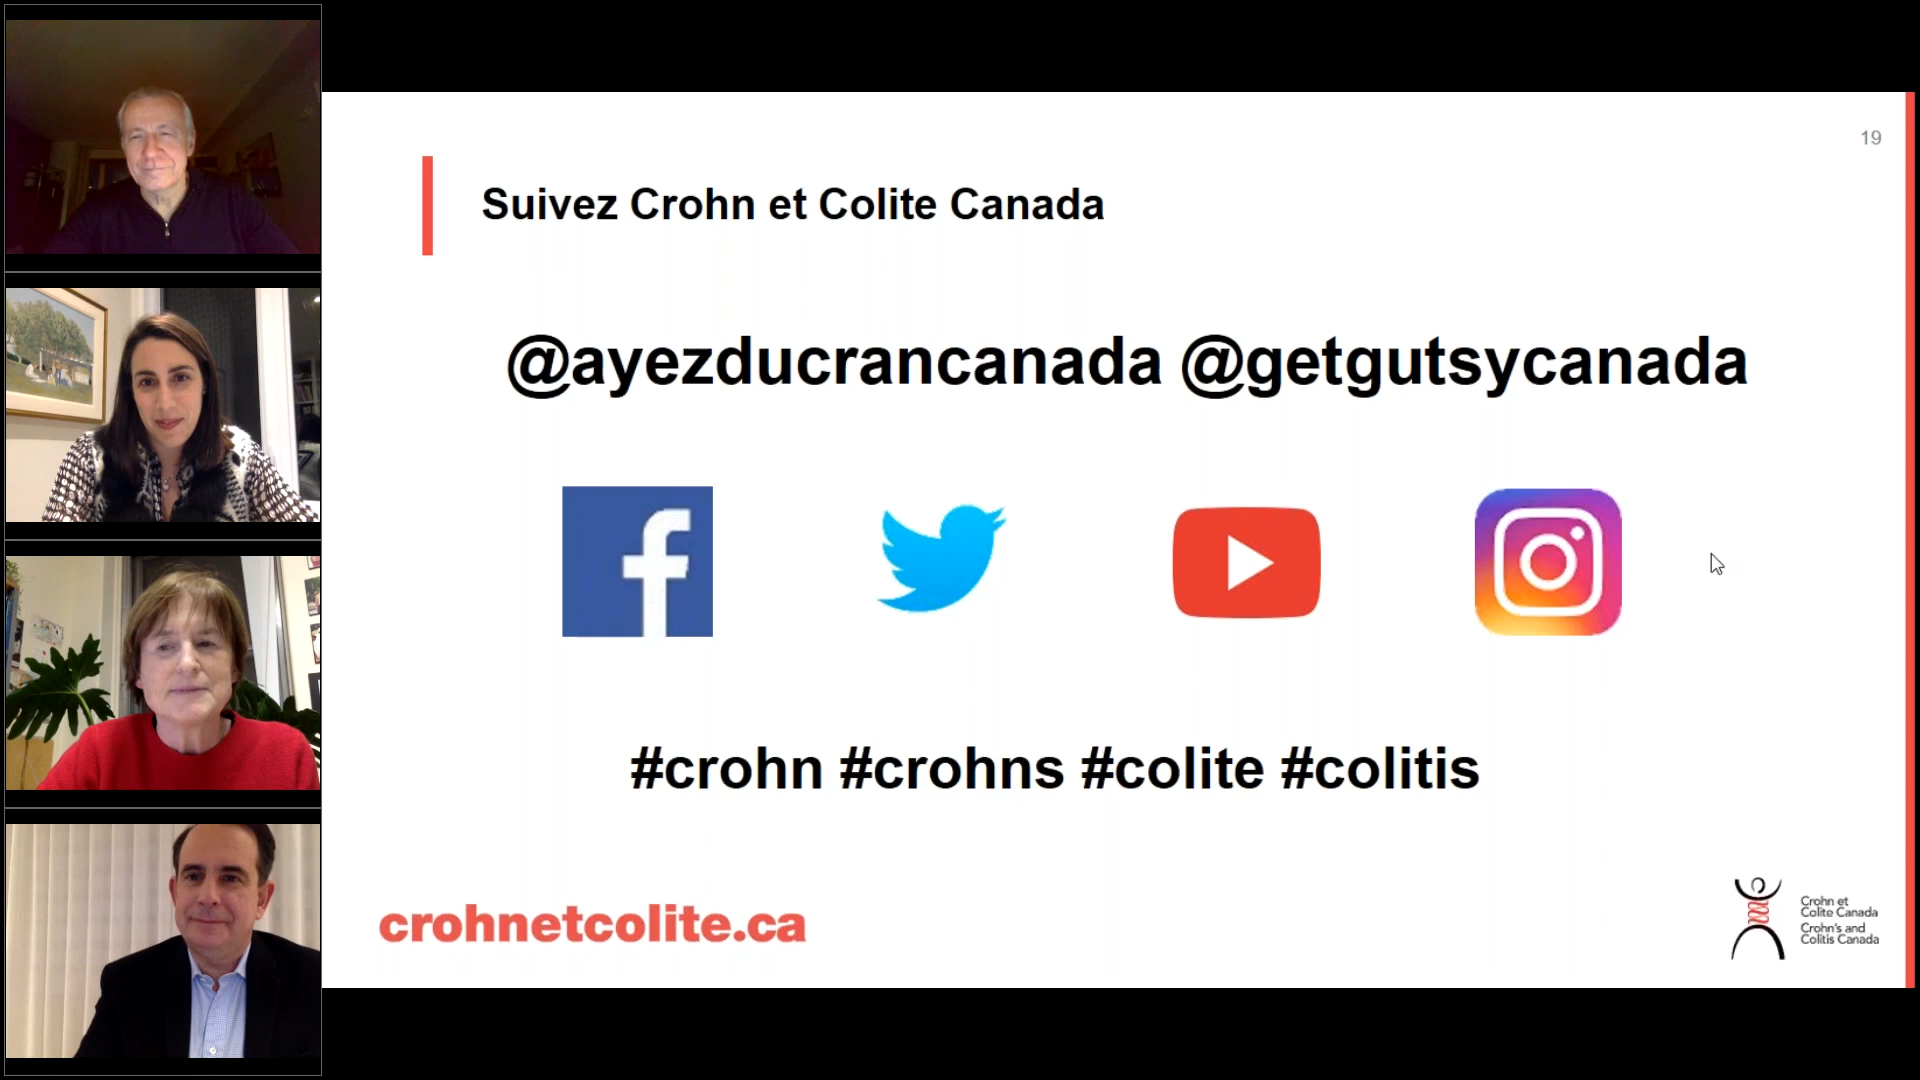 19
Suivez Crohn et Colite Canada
@ayezducrancanada @getgutsycanada
#crohn #crohns #colite #colitis
crohnetcolite.ca
Crohn et
Colite Canada
Crohn's and
Colitis Canada